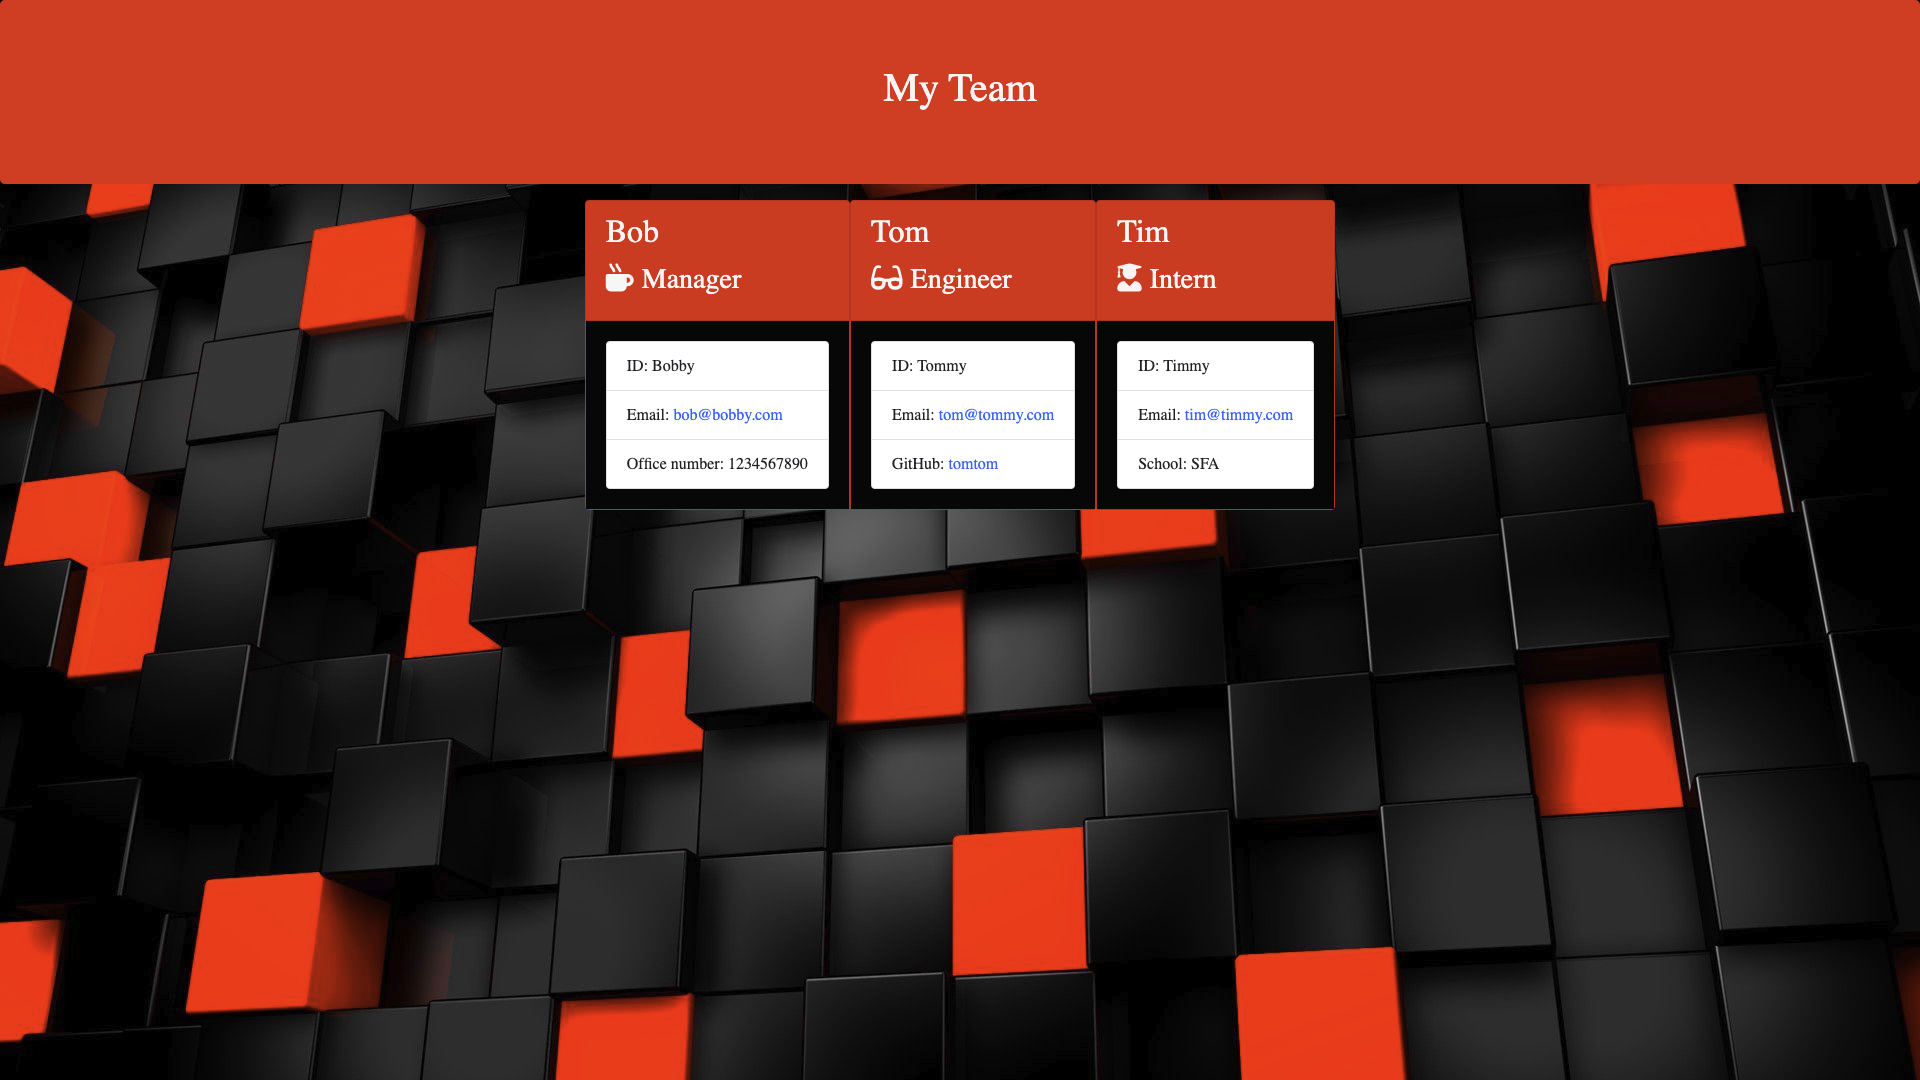 My Team
Bob
Manager
ID: Bobby
Email: bob@bobby.com
Office number: 1234567890
Tom
Engineer
ID: Tommy
Email: tom@tommy.com
GitHub: tomtom
Tim
Intern
ID: Timmy
Email: tim@timmy.com
School: SFA